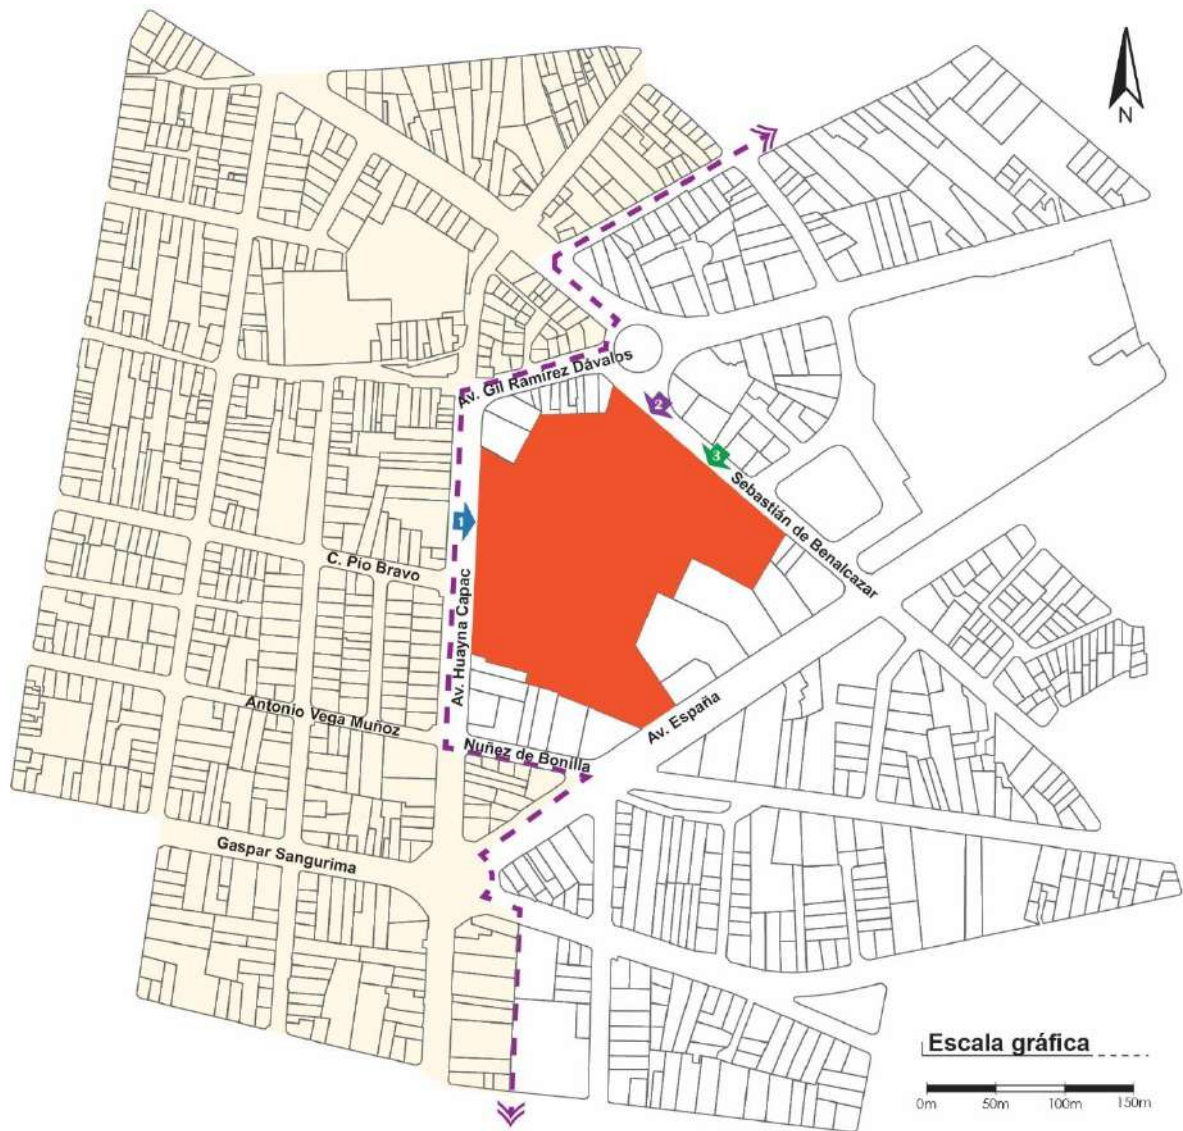 N
Av. Gil Ramirez Dávalos
2
3
Sebastián de Benalcazar
1
C. Pio Bravo
Av. Huayna Capac
Antonio Vega Muñoz
Av. España
Nuñez de Bonilla
Gaspar Sangurima
Escala gráfica
0m 50m 100m 150m